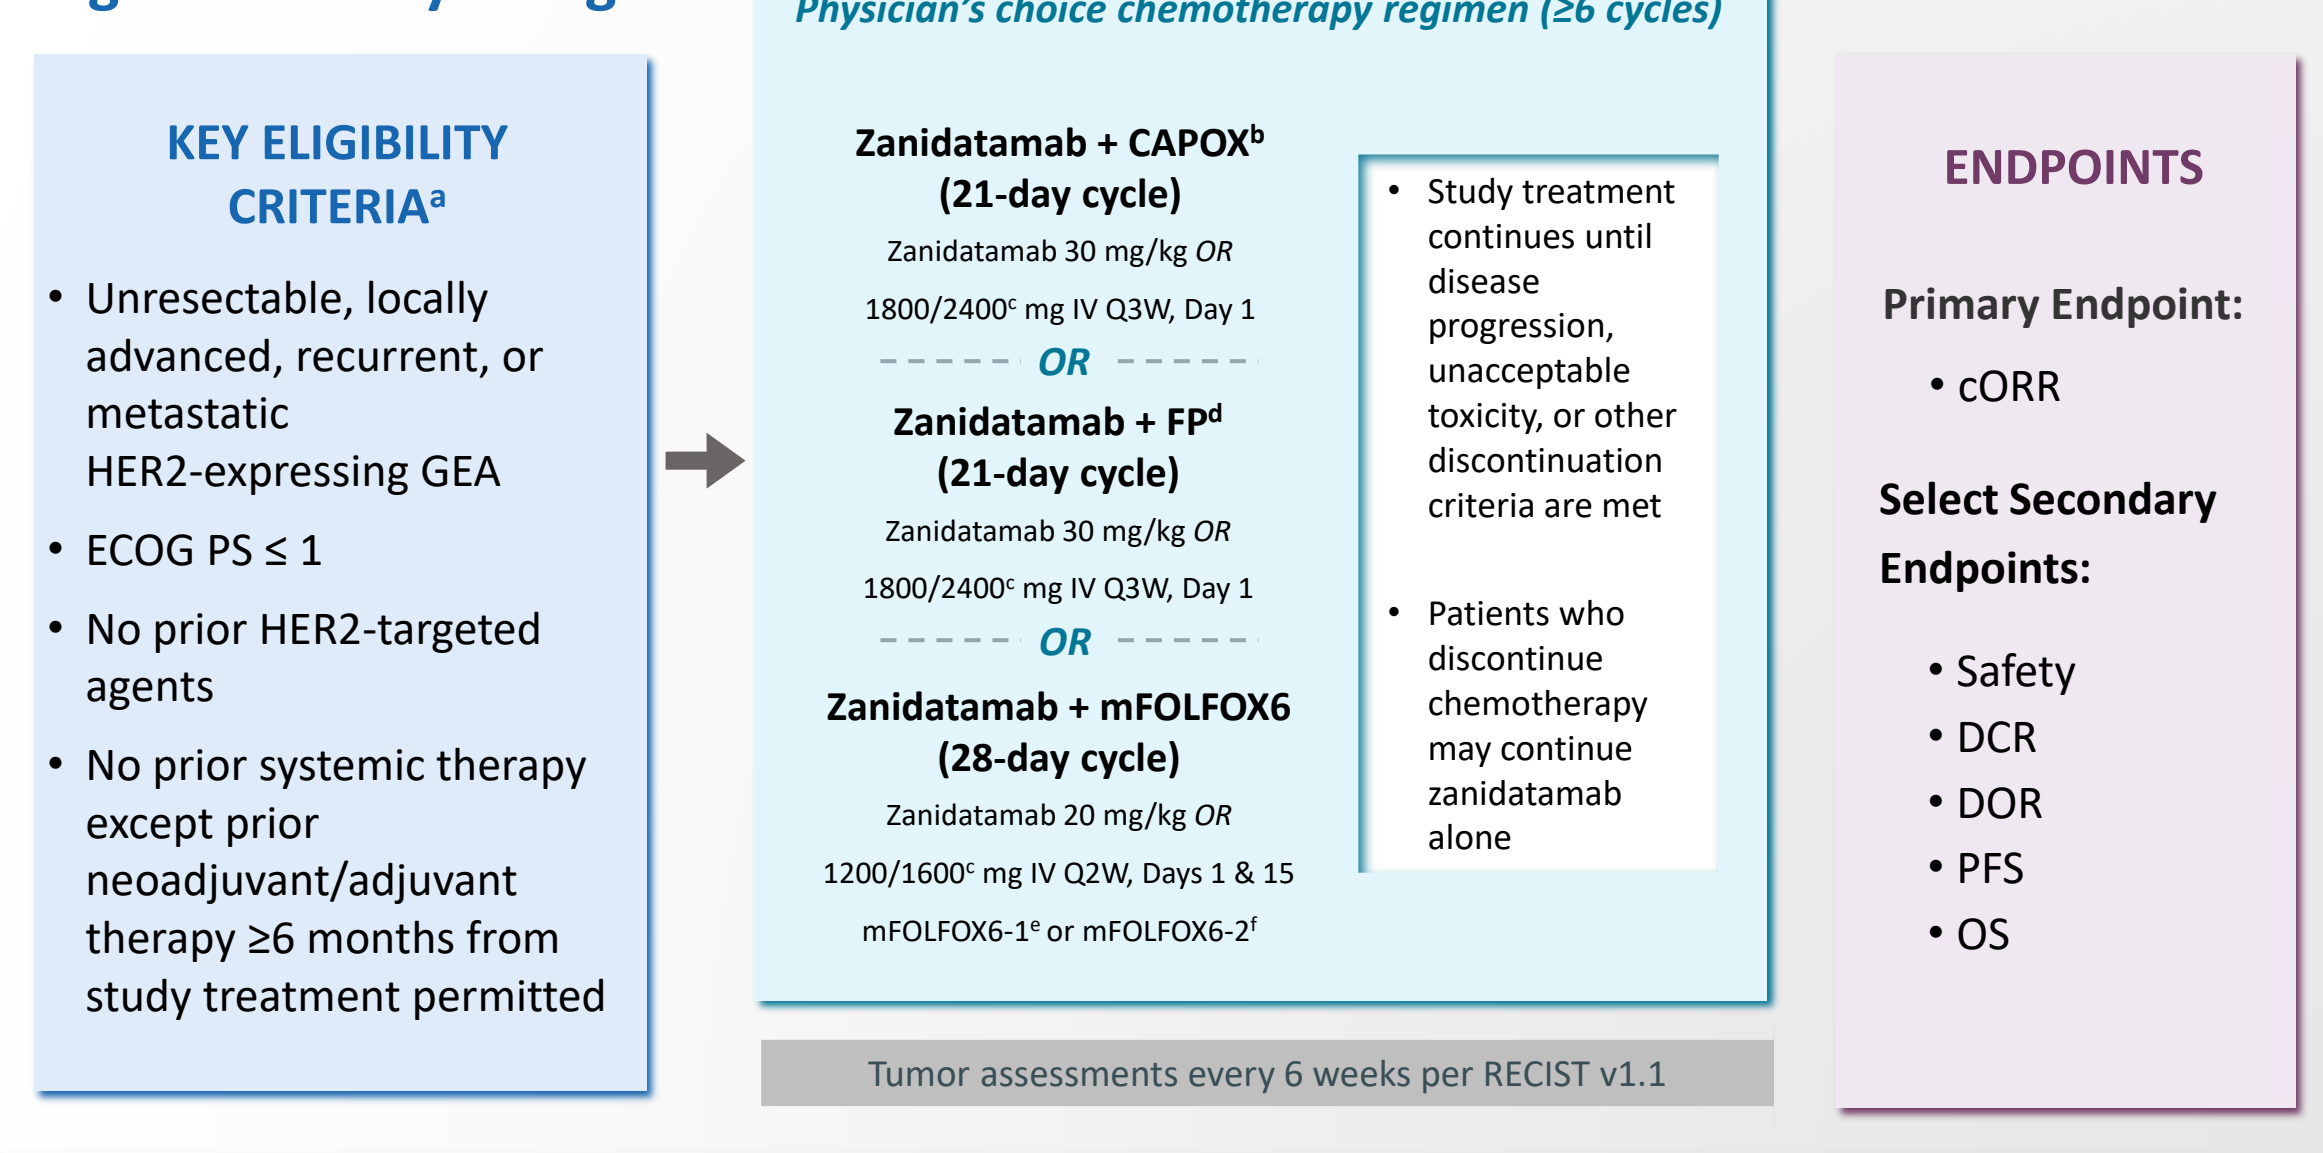 Physician's choice chemotherapy regimen (≥6 cycles)
KEY ELIGIBILITY
CRITERIAᵃ
• Unresectable, locally
advanced, recurrent, or
metastatic
HER2-expressing GEA
• ECOG PS ≤ 1
• No prior HER2-targeted
agents
• No prior systemic therapy
except prior
neoadjuvant/adjuvant
therapy ≥6 months from
study treatment permitted
Zanidatamab + CAPOXᵇ
(21-day cycle)
Zanidatamab 30 mg/kg OR
1800/2400ᶜ mg IV Q3W, Day 1
OR
Zanidatamab + FPᵈ
(21-day cycle)
Zanidatamab 30 mg/kg OR
1800/2400ᶜ mg IV Q3W, Day 1
OR
Zanidatamab + mFOLFOX6
(28-day cycle)
Zanidatamab 20 mg/kg OR
1200/1600ᶜ mg IV Q2W, Days 1 & 15
mFOLFOX6-1ᵉ or mFOLFOX6-2ᶠ
• Study treatment
continues until
disease
progression,
unacceptable
toxicity, or other
discontinuation
criteria are met
• Patients who
discontinue
chemotherapy
may continue
zanidatamab
alone
Tumor assessments every 6 weeks per RECIST v1.1
ENDPOINTS
Primary Endpoint:
• cORR
Select Secondary
Endpoints:
• Safety
• DCR
• DOR
• PFS
• OS